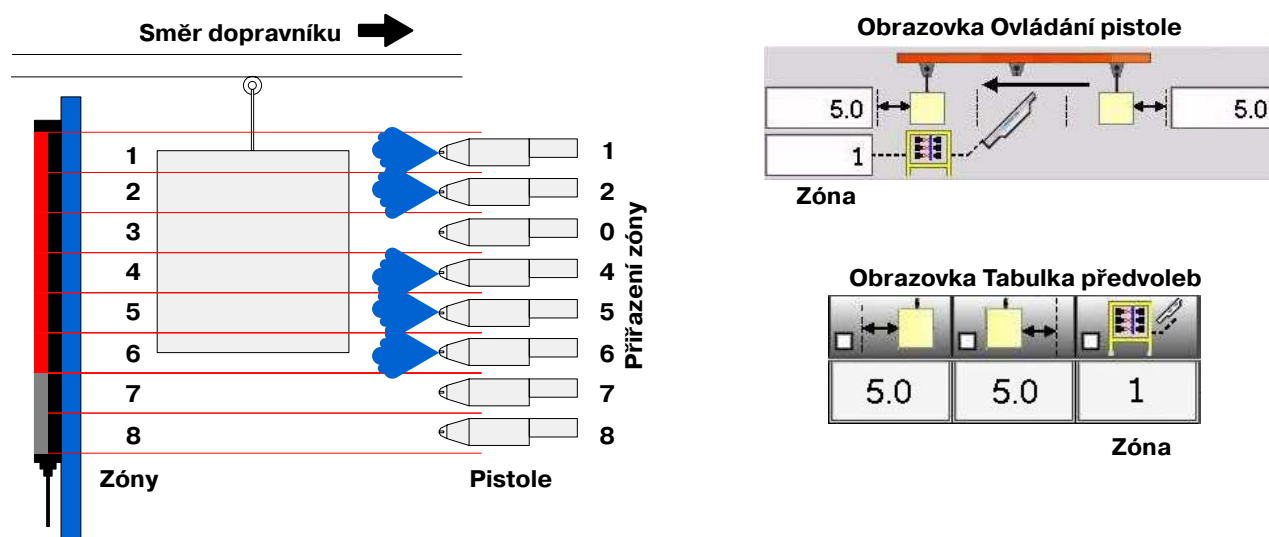 Směr dopravníku
1
2
3
4
5
6
7
8
Zóny
1
2
0
4
5
6
7
8
Pistole
Přiřazení zóny
Obrazovka Ovládání pistole
5.0
5.0
1
Zóna
Obrazovka Tabulka předvoleb
5.0 5.0 1
Zóna